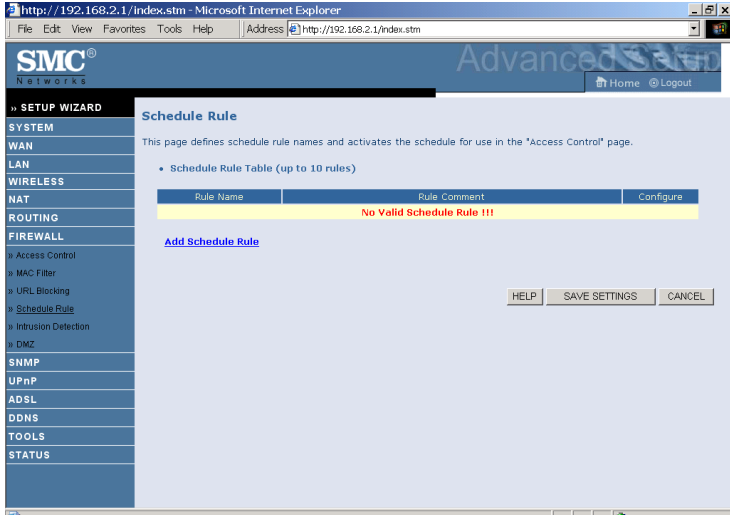 http://192.168.2.1/index.stm - Microsoft Internet Explorer
File Edit View Favorites Tools Help Address http://192.168.2.1/index.stm
SMC®
Networks
Advanced Setup
Home Logout
» SETUP WIZARD
SYSTEM
WAN
LAN
WIRELESS
NAT
ROUTING
FIREWALL
» Access Control
» MAC Filter
» URL Blocking
» Schedule Rule
» Intrusion Detection
» DMZ
SNMP
UPnP
ADSL
DDNS
TOOLS
STATUS
Schedule Rule
This page defines schedule rule names and activates the schedule for use in the "Access Control" page.
• Schedule Rule Table (up to 10 rules)
Rule Name Rule Comment Configure
No Valid Schedule Rule !!!
Add Schedule Rule
HELP SAVE SETTINGS CANCEL